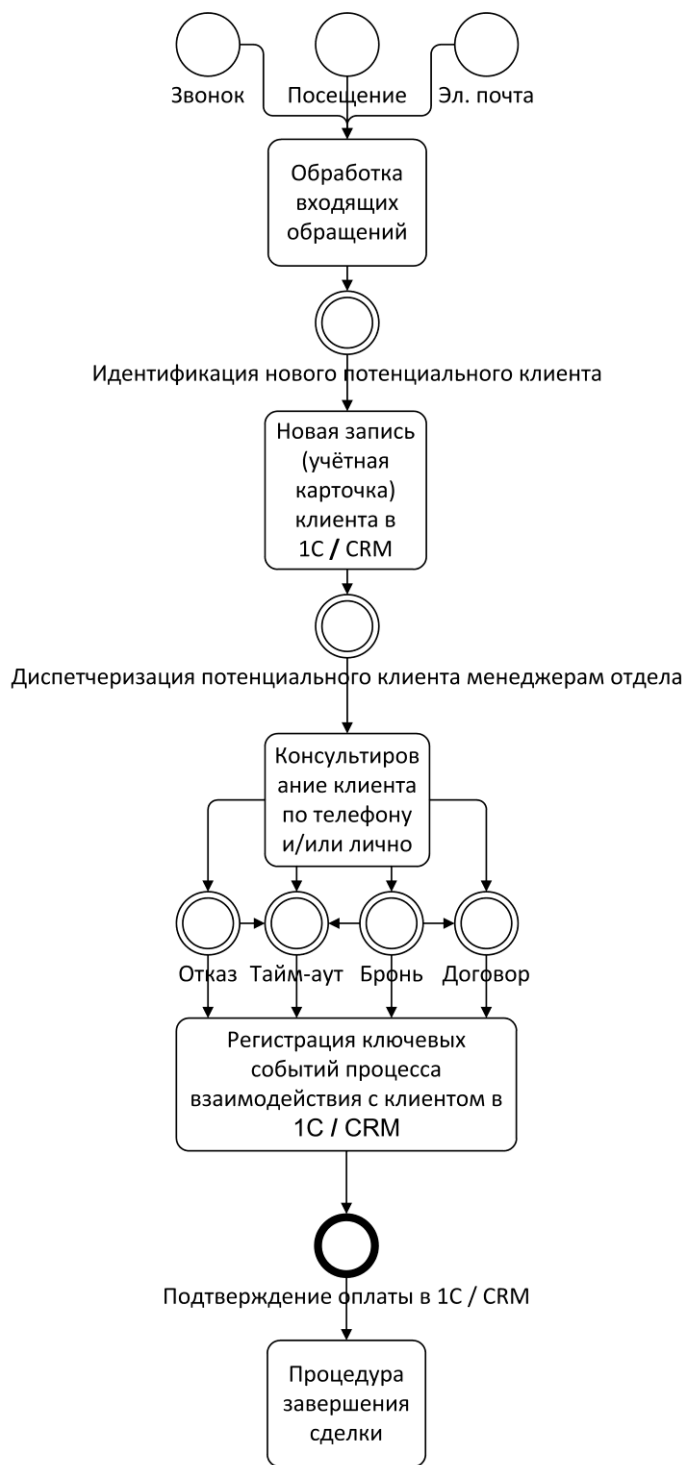 Звонок Посещение Эл. почта
Обработка
входящих
обращений
Идентификация нового потенциального клиента
Новая запись
(учётная
карточка)
клиента в
1С / CRM
Диспетчеризация потенциального клиента менеджерам отдела
Консультиров
ание клиента
по телефону
и/или лично
Отказ Тайм-аут Бронь Договор
Регистрация ключевых
событий процесса
взаимодействия с клиентом в
1С / CRM
Подтверждение оплаты в 1С / CRM
Процедура
завершения
сделки